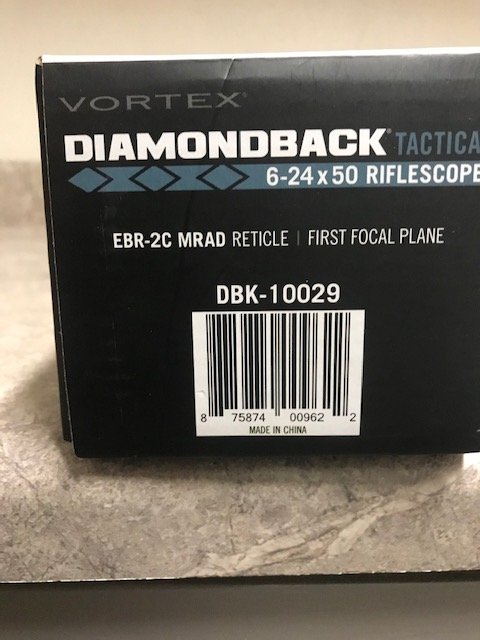 VORTEX®
DIAMONDBACK® TACTICA
6-24x50 RIFLESCOPE
EBR-2C MRAD RETICLE | FIRST FOCAL PLANE
DBK-10029
8 75874 00962 2
MADE IN CHINA